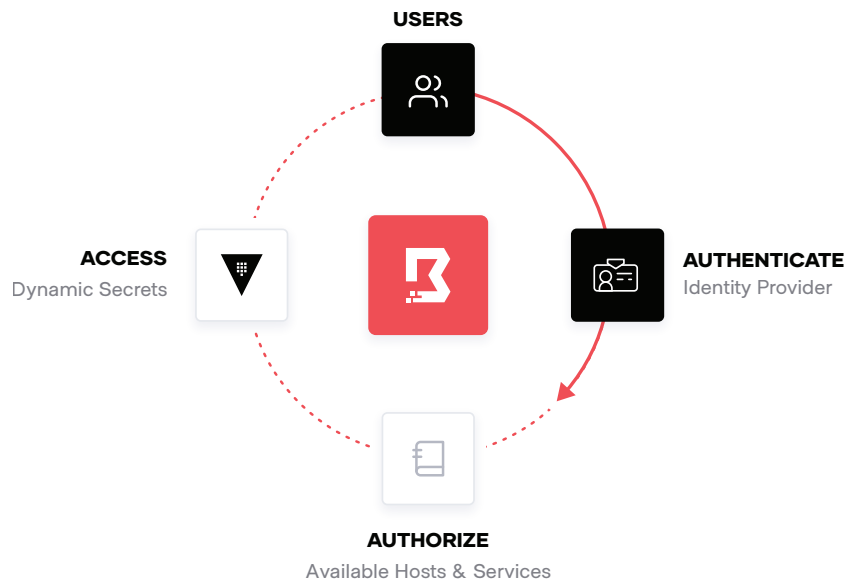 USERS
AUTHENTICATE
Identity Provider
AUTHORIZE
Available Hosts & Services
ACCESS
Dynamic Secrets